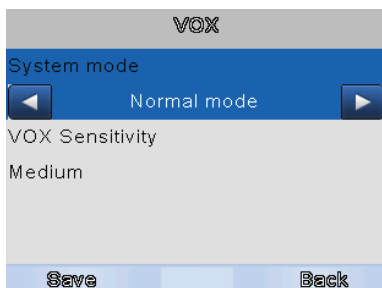 VOX
System mode
Normal mode
VOX Sensitivity
Medium
Save Back